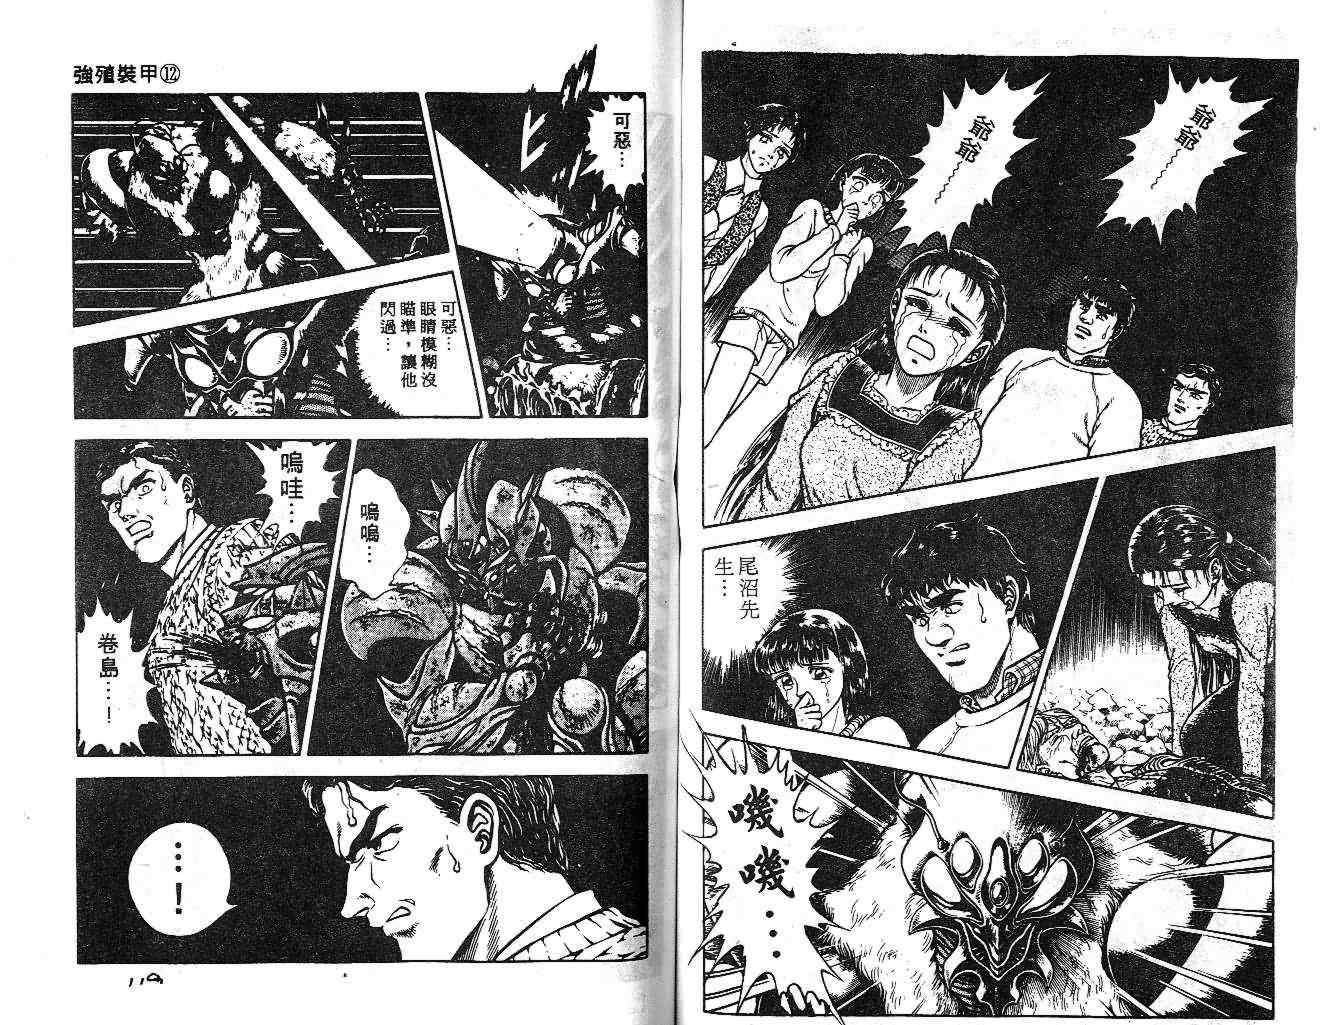 爺爺～～
爺爺～～
尾沼先
生…
嘰嘰…
強殖裝甲⑫
可惡…
可惡…
眼睛模糊沒
瞄準，讓他
閃過…
嗚嗚…
嗚哇…
卷島……！
…！
119